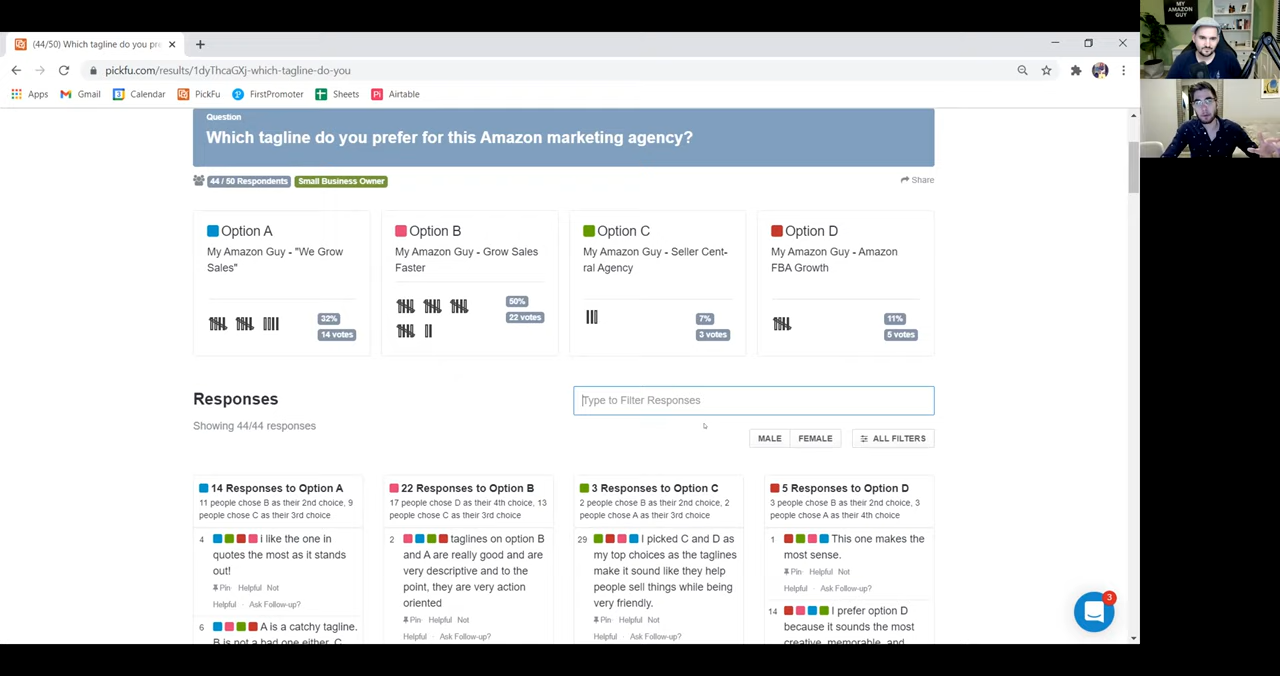 (44/50) Which tagline do you pre
pickfu.com/results/1dyThcaGXj-which-tagline-do-you
Apps
Gmail
Calendar
PickFu
FirstPromoter
Sheets
Airtable
MY
AMAZON
GUY
Question
Which tagline do you prefer for this Amazon marketing agency?
44 / 50 Respondents
Small Business Owner
Share
Option A
My Amazon Guy - "We Grow
Sales"
32%
14 votes
Option B
My Amazon Guy - Grow Sales
Faster
50%
22 votes
Option C
My Amazon Guy - Seller Cent-
ral Agency
7%
3 votes
Option D
My Amazon Guy - Amazon
FBA Growth
11%
5 votes
Responses
Type to Filter Responses
Showing 44/44 responses
MALE
FEMALE
ALL FILTERS
14 Responses to Option A
11 people chose B as their 2nd choice, 9
people chose C as their 3rd choice
4
i like the one in
quotes the most as it stands
out!
Pin Helpful Not
Helpful · Ask Follow-up?
6
A is a catchy tagline.
B is not a bad one either. C
22 Responses to Option B
17 people chose D as their 4th choice, 13
people chose C as their 3rd choice
2
taglines on option B
and A are really good and are
very descriptive and to the
point, they are very action
oriented
Pin Helpful Not
Helpful · Ask Follow-up?
3 Responses to Option C
2 people chose B as their 2nd choice, 2
people chose A as their 3rd choice
29
I picked C and D as
my top choices as the taglines
make it sound like they help
people sell things while being
very friendly.
Pin Helpful Not
Helpful · Ask Follow-up?
5 Responses to Option D
3 people chose B as their 2nd choice, 3
people chose A as their 4th choice
1
This one makes the
most sense.
Pin Helpful Not
Helpful · Ask Follow-up?
14
I prefer option D
because it sounds the most
creative, memorable, and
3